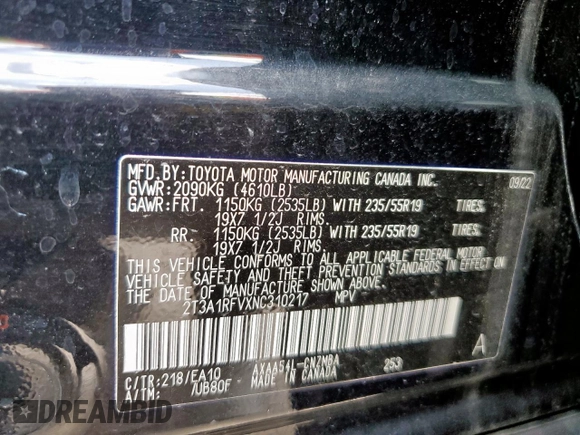 MFD.BY:TOYOTA MOTOR MANUFACTURING CANADA INC. 09/22
GVWR:2090KG (4610LB)
GAWR:FRT. 1150KG (2535LB) WITH 235/55R19 TIRES.
19X7 1/2J RIMS.
RR. 1150KG (2535LB) WITH 235/55R19 TIRES.
19X7 1/2J RIMS
THIS VEHICLE CONFORMS TO ALL APPLICABLE FEDERAL MOTOR
VEHICLE SAFETY AND THEFT PREVENTION STANDARDS IN EFFECT
ON THE DATE OF MANUFACTURE SHOWN ABOVE.
2T3A1RFVXNC310217 MPV
C/TR:218/EA10 AXAA54L-ANZMBA 253 A
A/TM: /UB80F MADE IN CANADA
DREAMBID